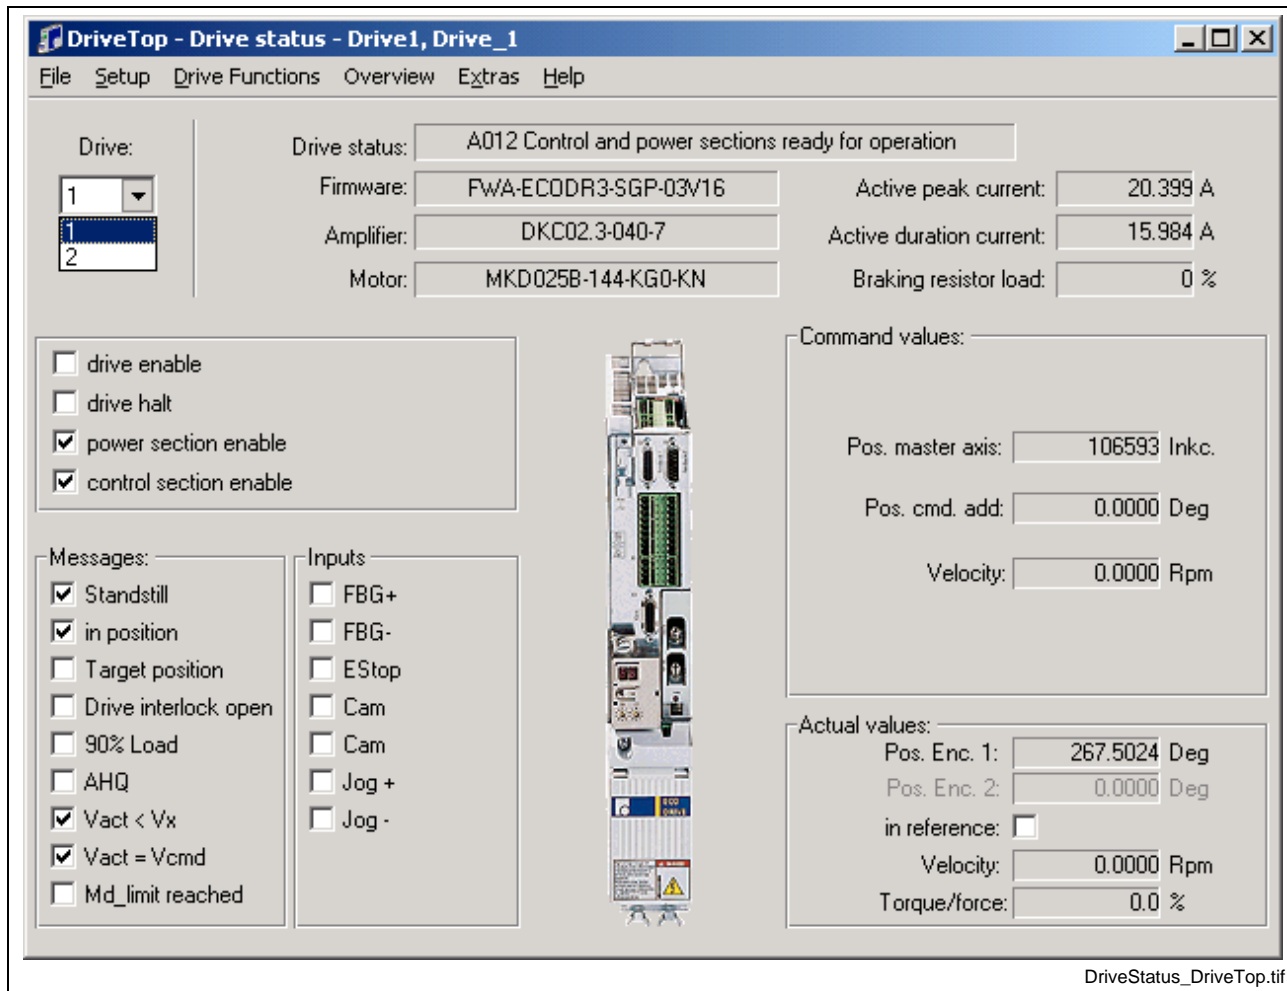 DriveTop - Drive status - Drive1, Drive_1
File Setup Drive Functions Overview Extras Help
Drive:
1
1
2
Drive status: A012 Control and power sections ready for operation
Firmware: FWA-ECODR3-SGP-03V16
Amplifier: DKC02.3-040-7
Motor: MKD025B-144-KG0-KN
Active peak current: 20.399 A
Active duration current: 15.984 A
Braking resistor load: 0 %
drive enable
drive halt
power section enable
control section enable
Messages:
Standstill
in position
Target position
Drive interlock open
90% Load
AHQ
Vact < Vx
Vact = Vcmd
Md_limit reached
Inputs
FBG+
FBG-
EStop
Cam
Cam
Jog +
Jog -
Command values:
Pos. master axis: 106593 Inkc.
Pos. cmd. add: 0.0000 Deg
Velocity: 0.0000 Rpm
Actual values:
Pos. Enc. 1: 267.5024 Deg
Pos. Enc. 2: 0.0000 Deg
in reference:
Velocity: 0.0000 Rpm
Torque/force: 0.0 %
DriveStatus_DriveTop.tif